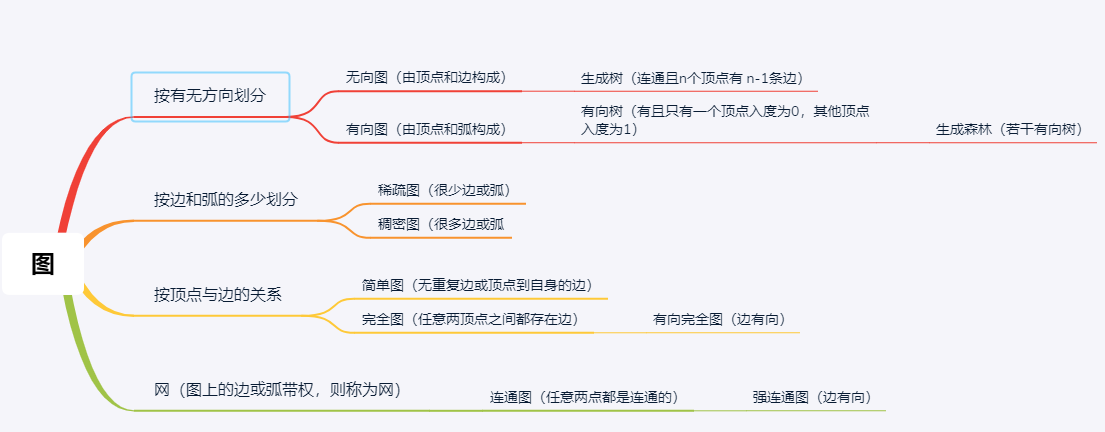 图
按有无方向划分
无向图（由顶点和边构成）
生成树（连通且n个顶点有 n-1条边）
有向图（由顶点和弧构成）
有向树（有且只有一个顶点入度为0，其他顶点
入度为1）
生成森林（若干有向树）
按边和弧的多少划分
稀疏图（很少边或弧）
稠密图（很多边或弧
按顶点与边的关系
简单图（无重复边或顶点到自身的边）
完全图（任意两顶点之间都存在边）
有向完全图（边有向）
网（图上的边或弧带权，则称为网）
连通图（任意两点都是连通的）
强连通图（边有向）